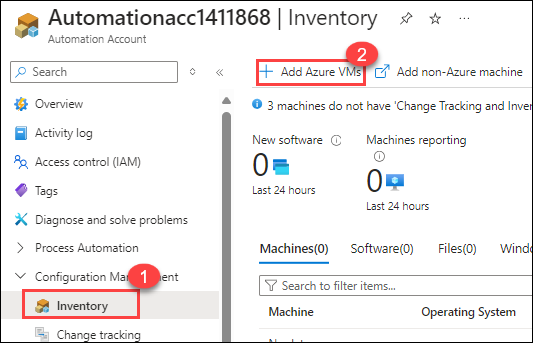 Automationacc1411868 | Inventory
Automation Account
Search
Overview
Activity log
Access control (IAM)
Tags
Diagnose and solve problems
Process Automation
Configuration Management
1
Inventory
Change tracking
2
Add Azure VMs
Add non-Azure machine
3 machines do not have 'Change Tracking and Inven
New software
0
Last 24 hours
Machines reporting
0
Last 24 hours
Machines(0) Software(0) Files(0) Windo
Search to filter items...
Machine Operating System